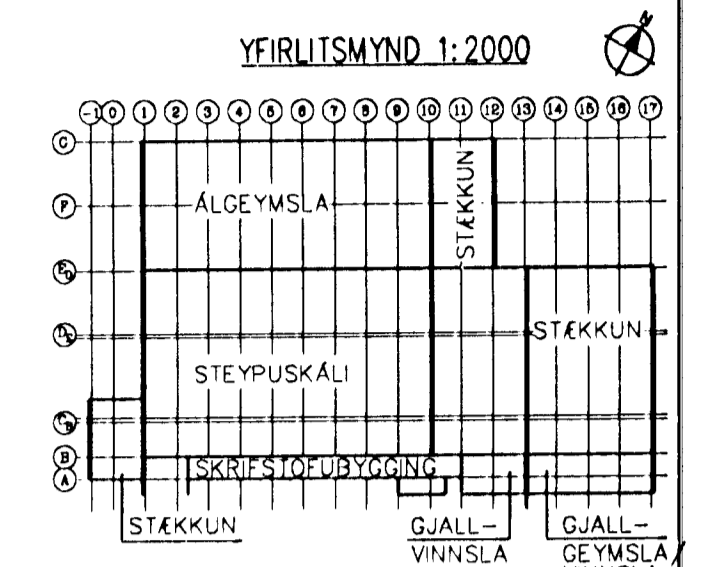 N
YFIRLITSMYND 1:2000
-1 0 1 2 3 4 5 6 7 8 9 10 11 12 13 14 15 16 17
G
F
ÁLGEYMSLA
STÆKKUN
STÆKKUN
STEYPUSKÁLI
B
SKRIFSTOFUBYGGING
A
STÆKKUN
GJALL-
VINNSLA
GJALL-
GEYMSLA/